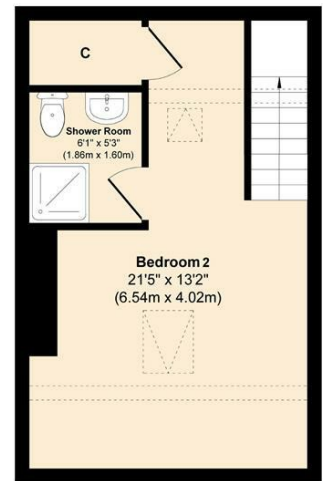 C
Shower Room
6'1" x 5'3"
(1.86m x 1.60m)
Bedroom 2
21'5" x 13'2"
(6.54m x 4.02m)